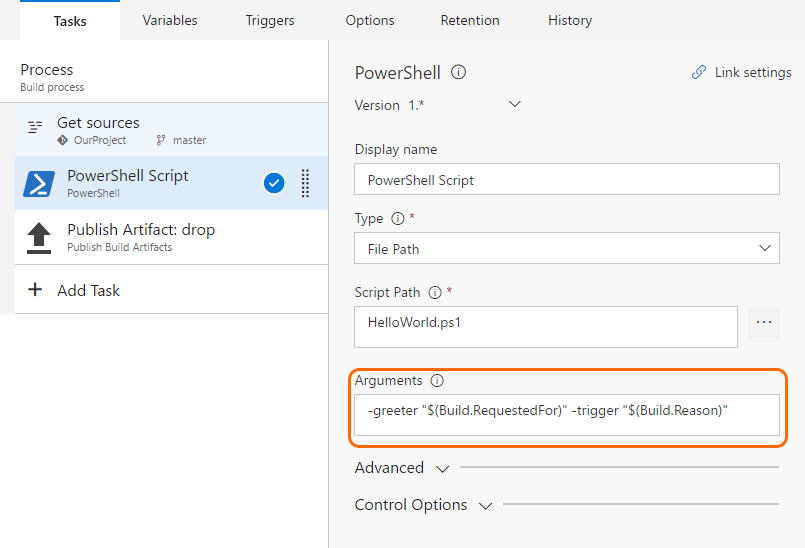 Tasks
Variables
Triggers
Options
Retention
History
Process
Build process
Get sources
OurProject
master
PowerShell Script
PowerShell
Publish Artifact: drop
Publish Build Artifacts
+ Add Task
PowerShell
Link settings
Version 1.*
Display name
PowerShell Script
Type *
File Path
Script Path *
HelloWorld.ps1
...
Arguments
-greeter "$(Build.RequestedFor)" -trigger "$(Build.Reason)"
Advanced
Control Options